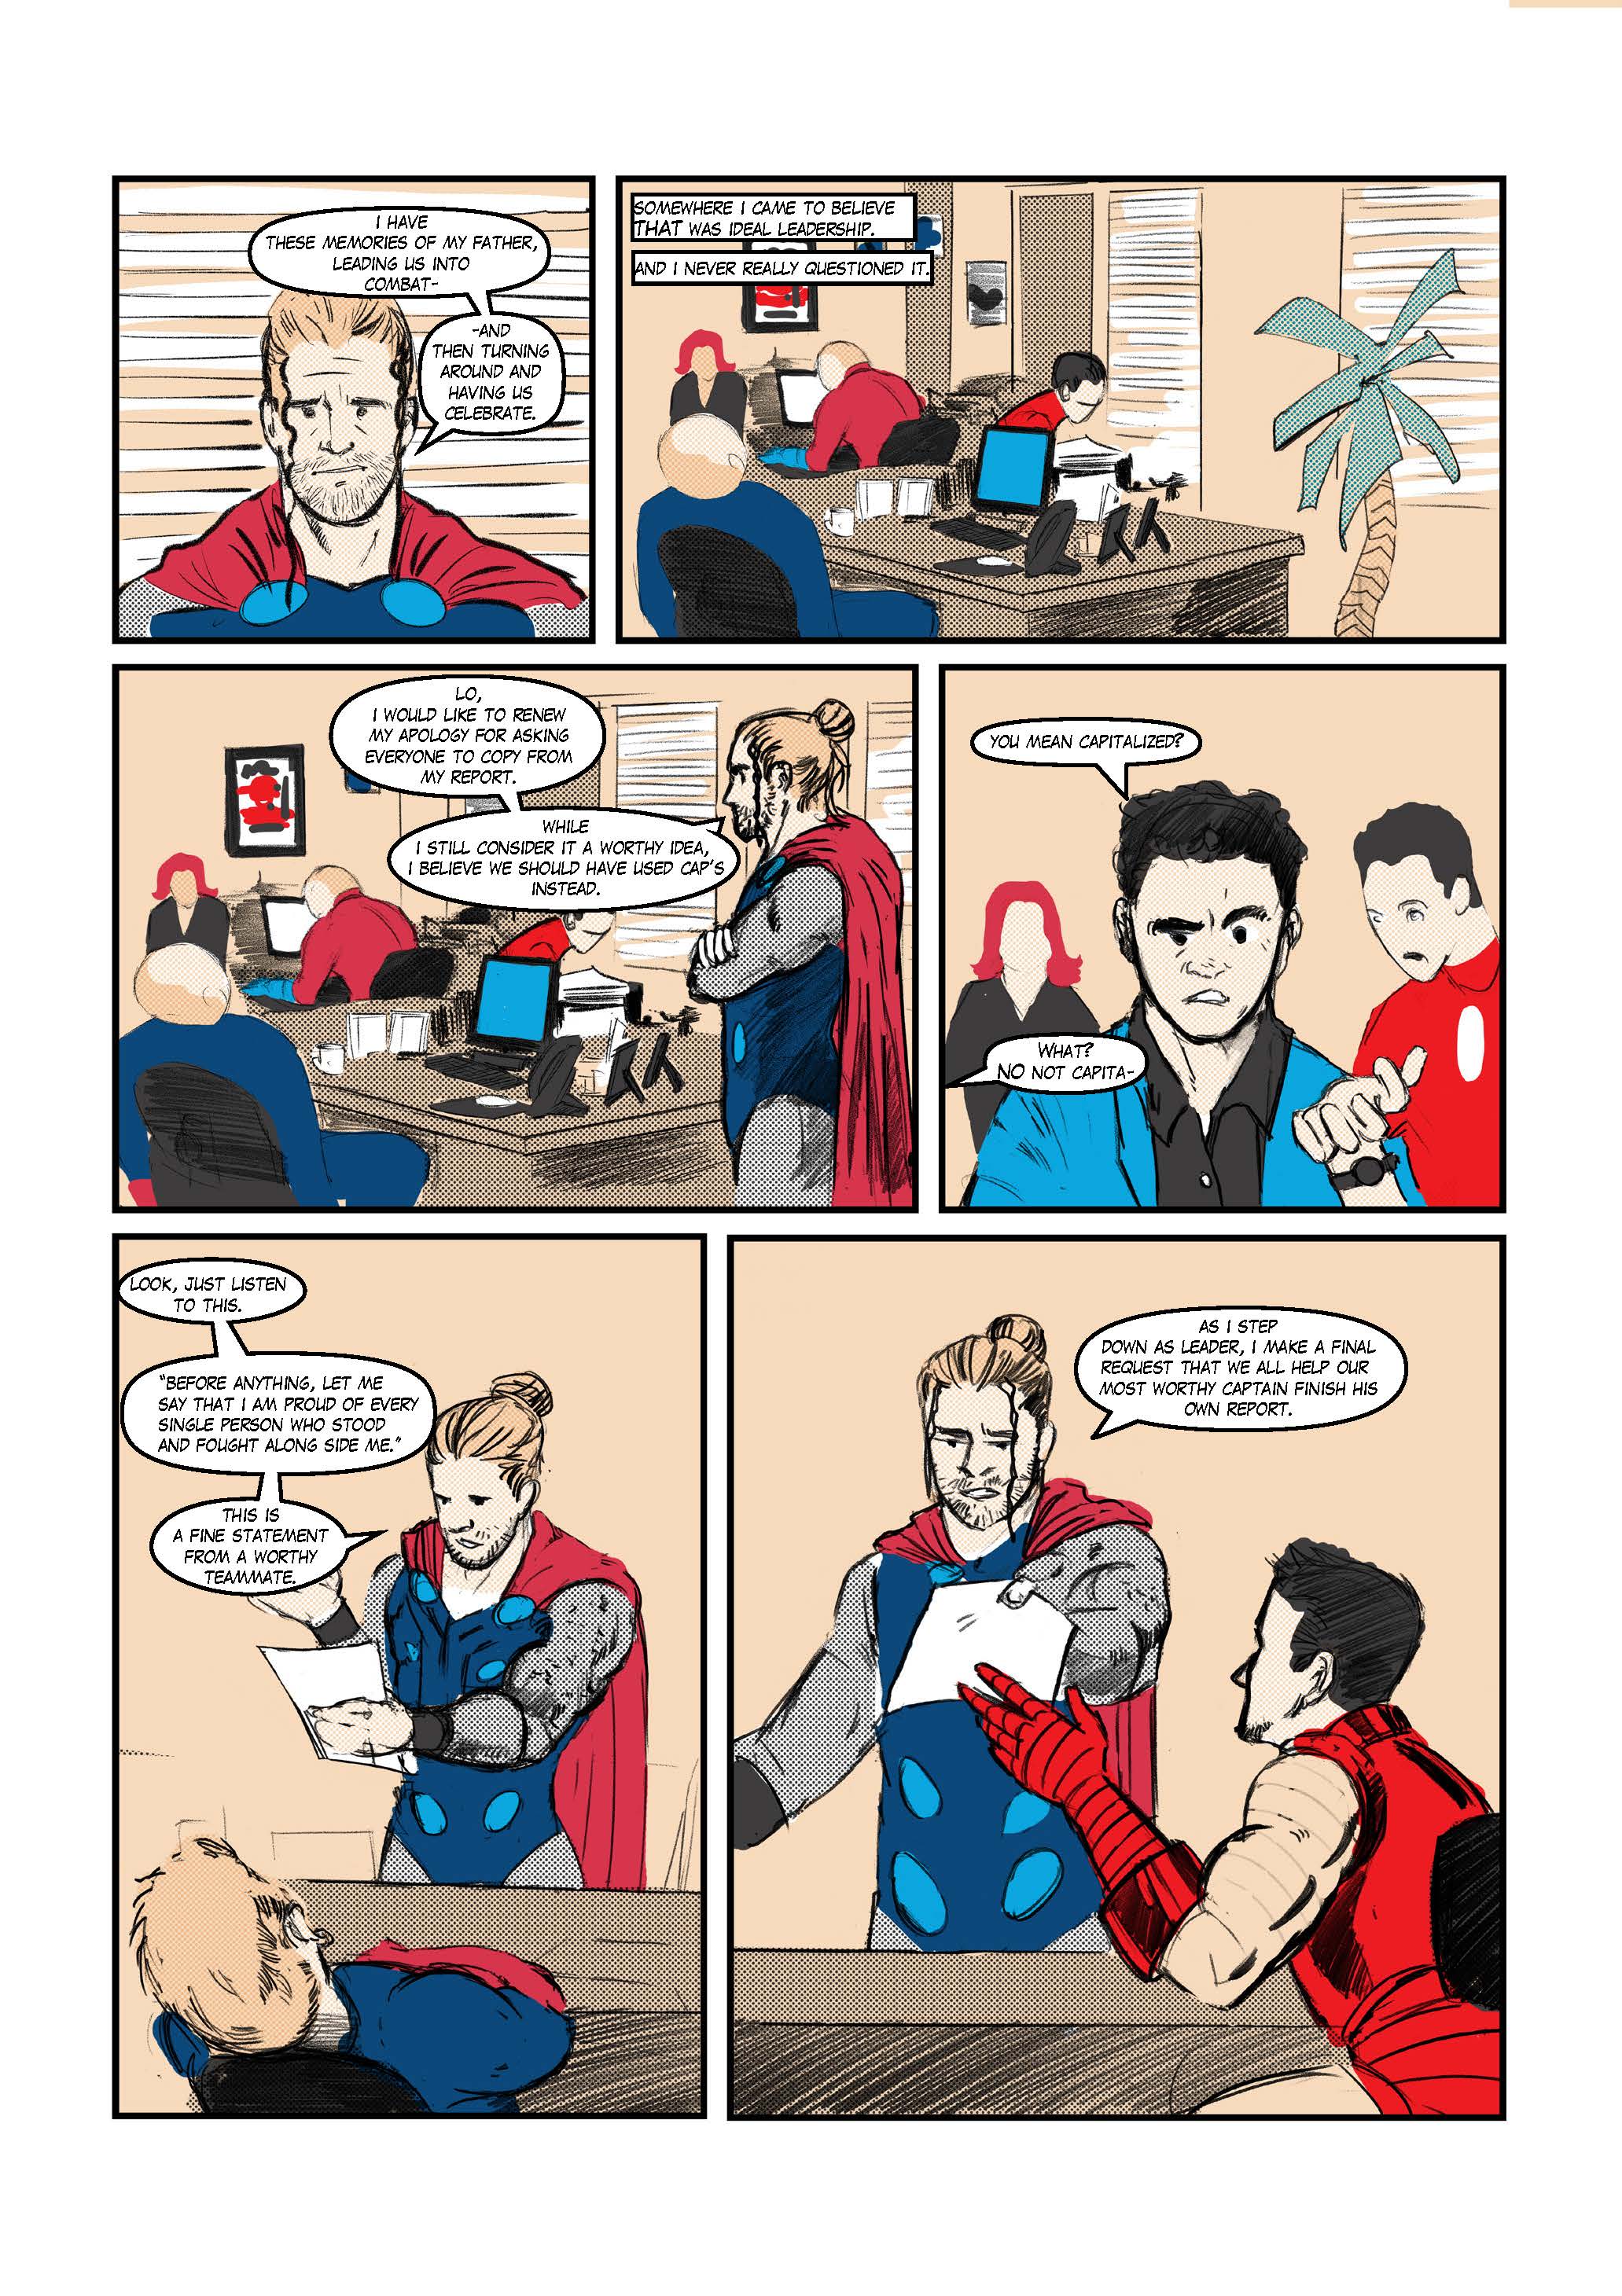 I HAVE
THESE MEMORIES OF MY FATHER,
LEADING US INTO
COMBAT-
-AND
THEN TURNING
AROUND AND
HAVING US
CELEBRATE.
SOMEWHERE I CAME TO BELIEVE
THAT WAS IDEAL LEADERSHIP.
AND I NEVER REALLY QUESTIONED IT.
LO,
I WOULD LIKE TO RENEW
MY APOLOGY FOR ASKING
EVERYONE TO COPY FROM
MY REPORT.
WHILE
I STILL CONSIDER IT A WORTHY IDEA,
I BELIEVE WE SHOULD HAVE USED CAP'S
INSTEAD.
YOU MEAN CAPITALIZED?
WHAT?
NO NOT CAPITA-
LOOK, JUST LISTEN
TO THIS.
"BEFORE ANYTHING, LET ME
SAY THAT I AM PROUD OF EVERY
SINGLE PERSON WHO STOOD
AND FOUGHT ALONG SIDE ME."
THIS IS
A FINE STATEMENT
FROM A WORTHY
TEAMMATE.
AS I STEP
DOWN AS LEADER, I MAKE A FINAL
REQUEST THAT WE ALL HELP OUR
MOST WORTHY CAPTAIN FINISH HIS
OWN REPORT.